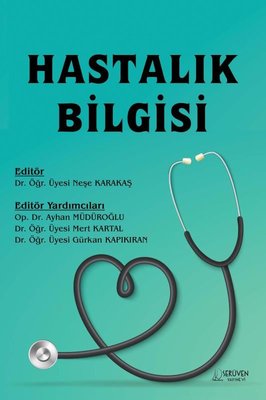 HASTALIK
BİLGİSİ
Editör
Dr. Öğr. Üyesi Neşe KARAKAŞ
Editör Yardımcıları
Op. Dr. Ayhan MÜDÜROĞLU
Dr. Öğr. Üyesi Mert KARTAL
Dr. Öğr. Üyesi Gürkan KAPIKIRAN
SERÜVEN
YAYINEVİ